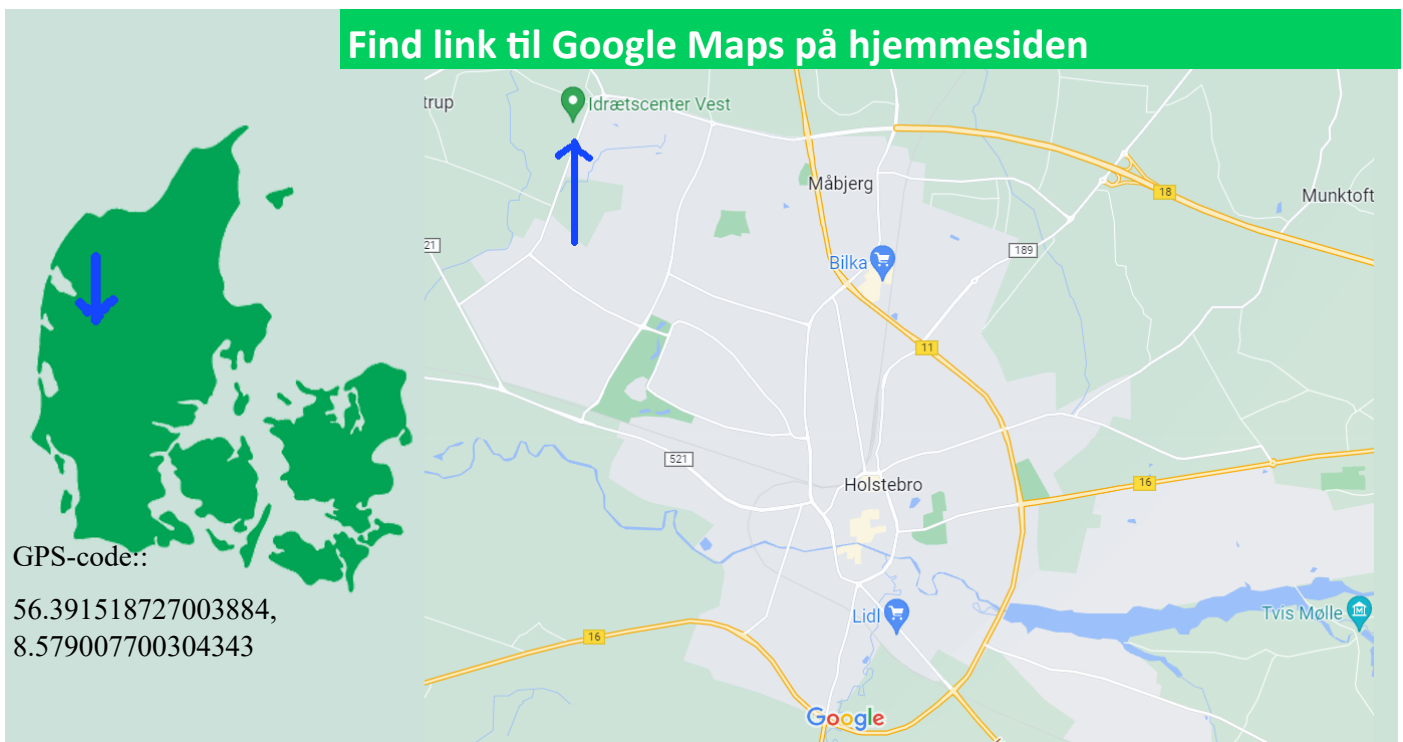 Find link til Google Maps på hjemmesiden
trup
Idrætscenter Vest
Måbjerg
18
Munktoft
21
189
Bilka
11
521
Holstebro
16
GPS-code::
56.391518727003884,
8.579007700304343
Lidl
Tvis Mølle
16
Google